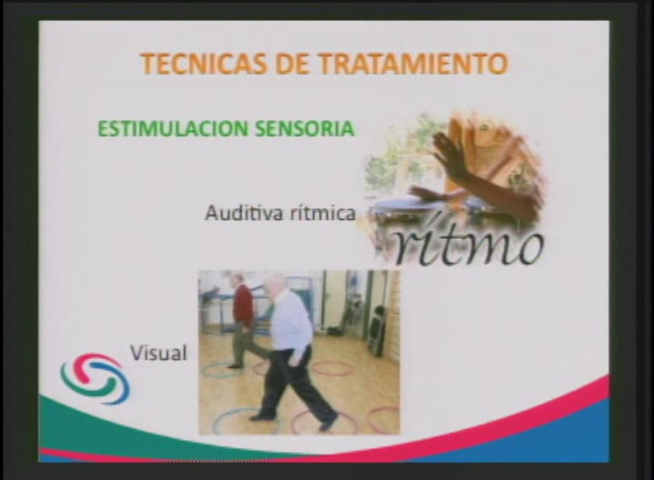 TECNICAS DE TRATAMIENTO
ESTIMULACION SENSORIA
Auditiva rítmica
rítmo
Visual